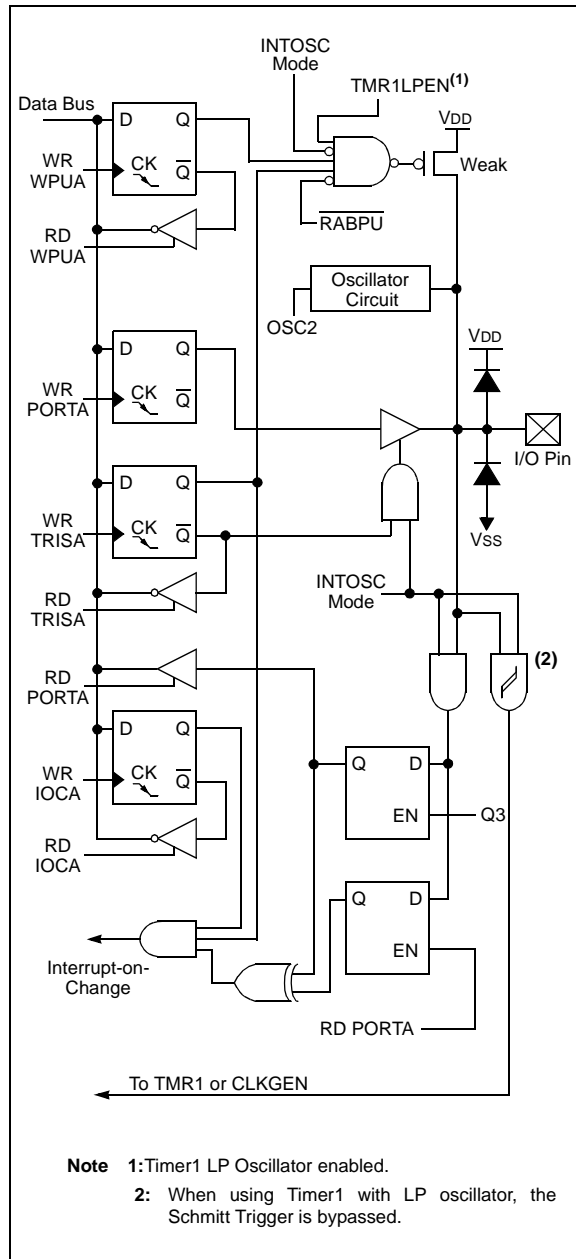 INTOSC
Mode
TMR1LPEN(1)
Data Bus
VDD
D Q
WR
WPUA
CK Q
Weak
RD
WPUA
RABPU
Oscillator
Circuit
OSC2
VDD
D Q
WR
PORTA
CK Q
I/O Pin
D Q
WR
TRISA
CK Q
VSS
INTOSC
Mode
RD
TRISA
(2)
RD
PORTA
D Q
WR
IOCA
CK Q
Q D
EN
Q3
RD
IOCA
Q D
EN
Interrupt-on-
Change
RD PORTA
To TMR1 or CLKGEN
Note 1:Timer1 LP Oscillator enabled.
2: When using Timer1 with LP oscillator, the
Schmitt Trigger is bypassed.